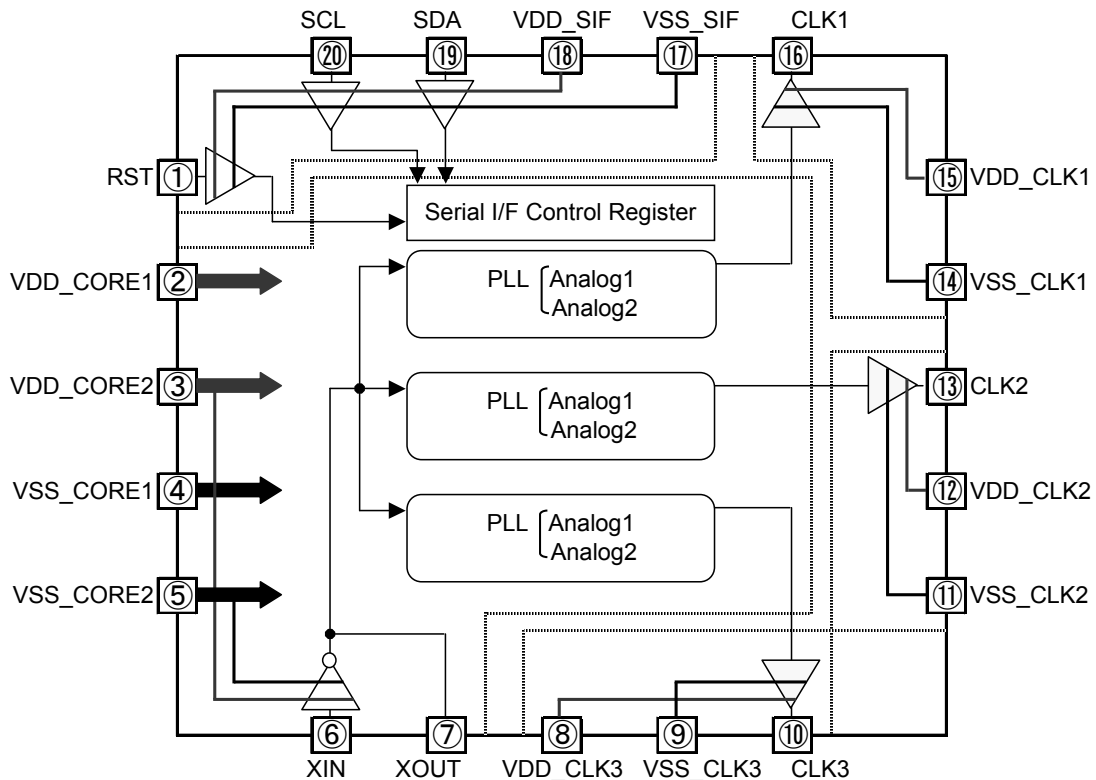 SCL SDA VDD_SIF VSS_SIF CLK1
⑳ ⑲ ⑱ ⑰ ⑯
RST ① ⑮ VDD_CLK1
Serial I/F Control Register
VDD_CORE1 ② ⑭ VSS_CLK1
PLL Analog1
Analog2
VDD_CORE2 ③ ⑬ CLK2
PLL Analog1
Analog2
VSS_CORE1 ④ ⑫ VDD_CLK2
PLL Analog1
Analog2
VSS_CORE2 ⑤ ⑪ VSS_CLK2
⑥ ⑦ ⑧ ⑨ ⑩
XIN XOUT VDD_CLK3 VSS_CLK3 CLK3